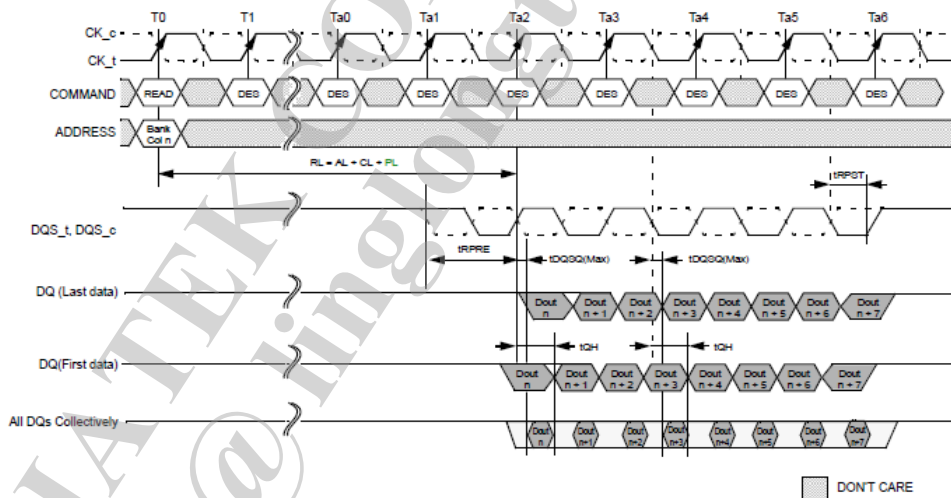 T0 T1 Ta0 Ta1 Ta2 Ta3 Ta4 Ta5 Ta6
CK_c
CK_t
COMMAND READ DES DES DES DES DES DES DES DES
ADDRESS Bank Col n
RL = AL + CL + PL
tRPST
DQS_t, DQS_c
tRPRE tDQSQ(Max) tDQSQ(Max)
DQ (Last data) Dout n Dout n + 1 Dout n + 2 Dout n + 3 Dout n + 4 Dout n + 5 Dout n + 6 Dout n + 7
tQH tQH
DQ(First data) Dout n Dout n + 1 Dout n + 2 Dout n + 3 Dout n + 4 Dout n + 5 Dout n + 6 Dout n + 7
All DQs Collectively Dout n Dout n+1 Dout n+2 Dout n+3 Dout n+4 Dout n+5 Dout n+6 Dout n+7
DON'T CARE